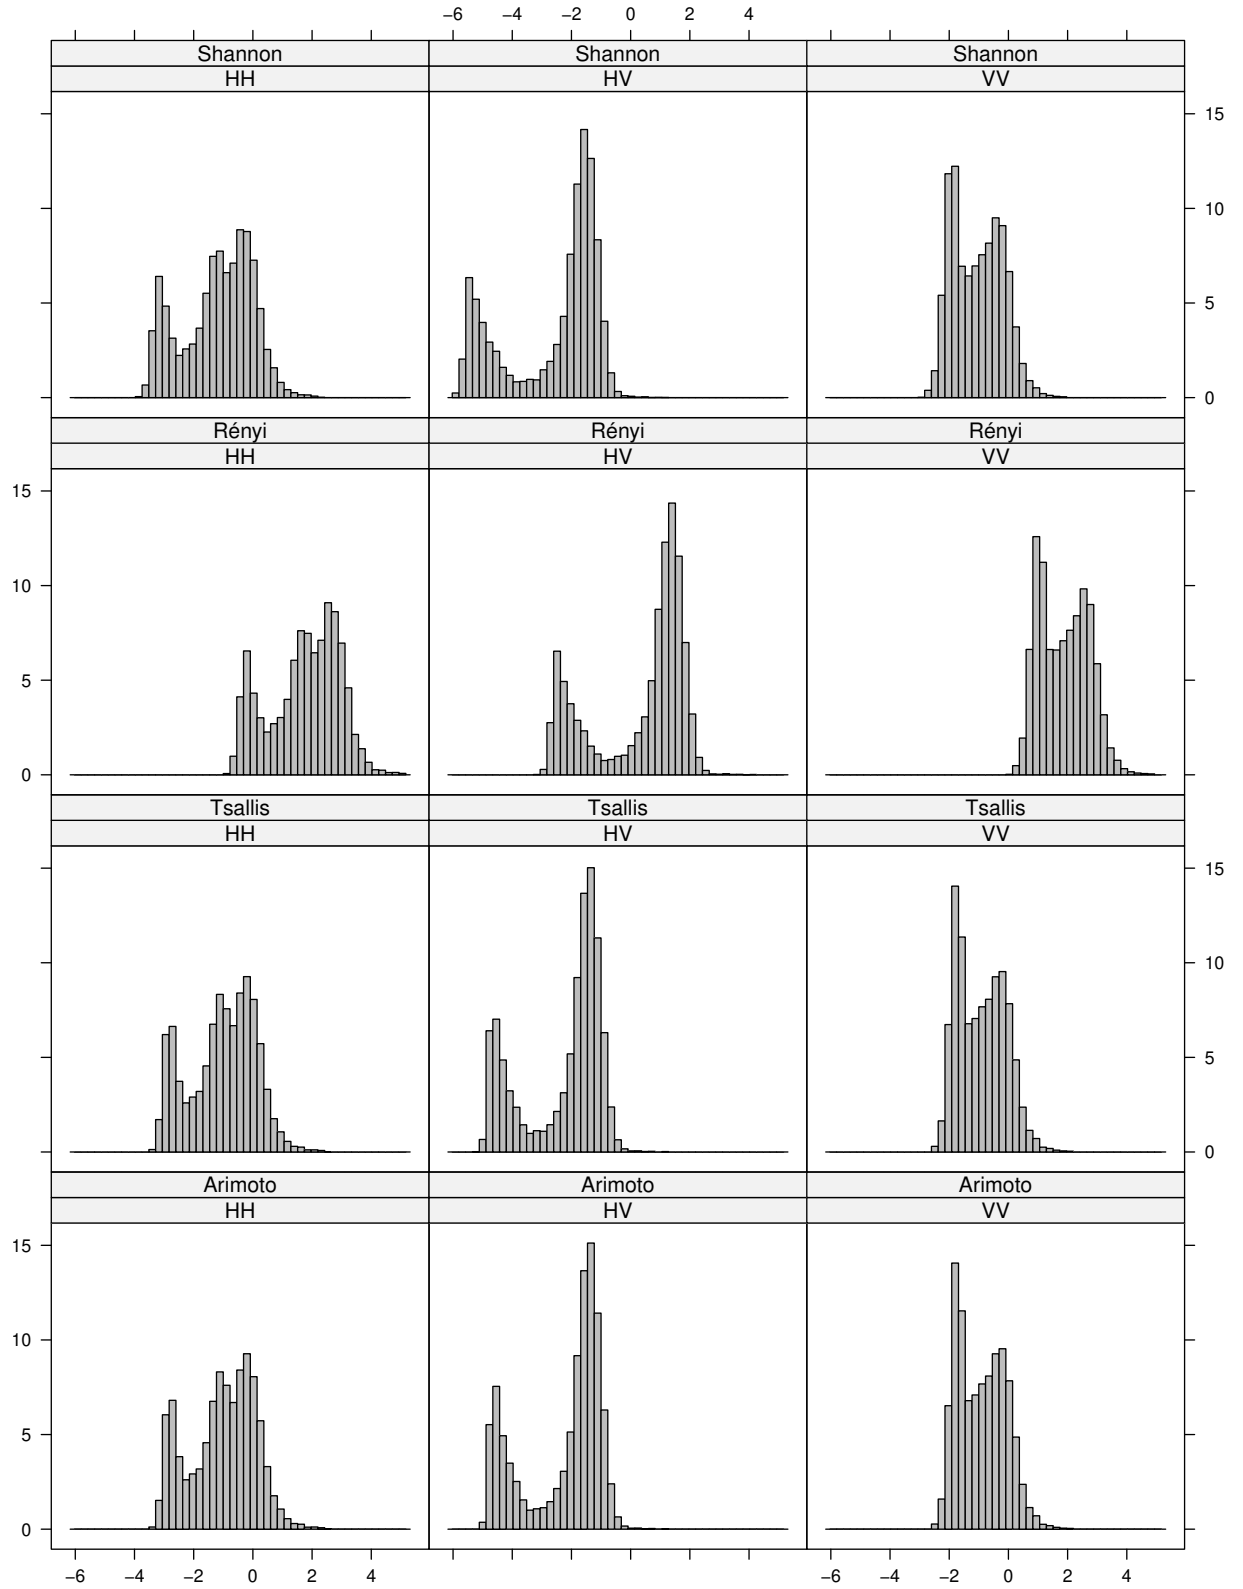 −6 −4 −2 0 2 4
Shannon Shannon Shannon
HH HV VV
15
10
5
0
Rényi Rényi Rényi
HH HV VV
15
10
5
0
Tsallis Tsallis Tsallis
HH HV VV
15
10
5
0
Arimoto Arimoto Arimoto
HH HV VV
15
10
5
0
−6 −4 −2 0 2 4 −6 −4 −2 0 2 4